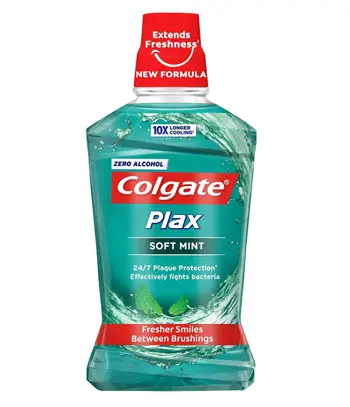 Extends
Freshness*
NEW FORMULA
10X LONGER
COOLING†
ZERO ALCOHOL
Colgate®
Plax
SOFT MINT
24/7 Plaque Protection*
Effectively fights bacteria
Fresher Smiles
Between Brushings